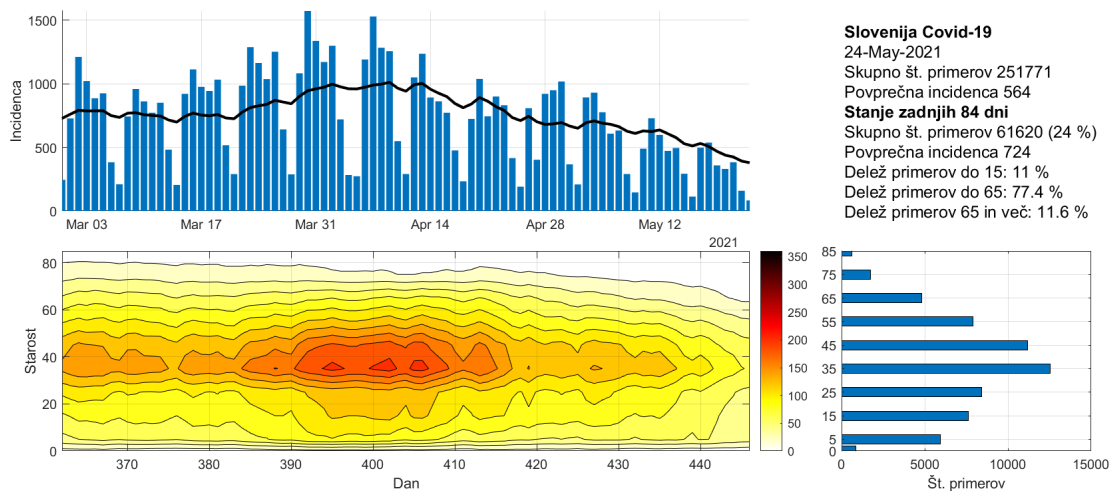 1500
1000
500
0
Incidenca
Mar 03 Mar 17 Mar 31 Apr 14 Apr 28 May 12
2021
Slovenija Covid-19
24-May-2021
Skupno št. primerov 251771
Povprečna incidenca 564
Stanje zadnjih 84 dni
Skupno št. primerov 61620 (24 %)
Povprečna incidenca 724
Delež primerov do 15: 11 %
Delež primerov do 65: 77.4 %
Delež primerov 65 in več: 11.6 %
80
60
40
20
0
Starost
370 380 390 400 410 420 430 440
Dan
350
300
250
200
150
100
50
0
85
75
65
55
45
35
25
15
5
0
0 5000 10000 15000
Št. primerov